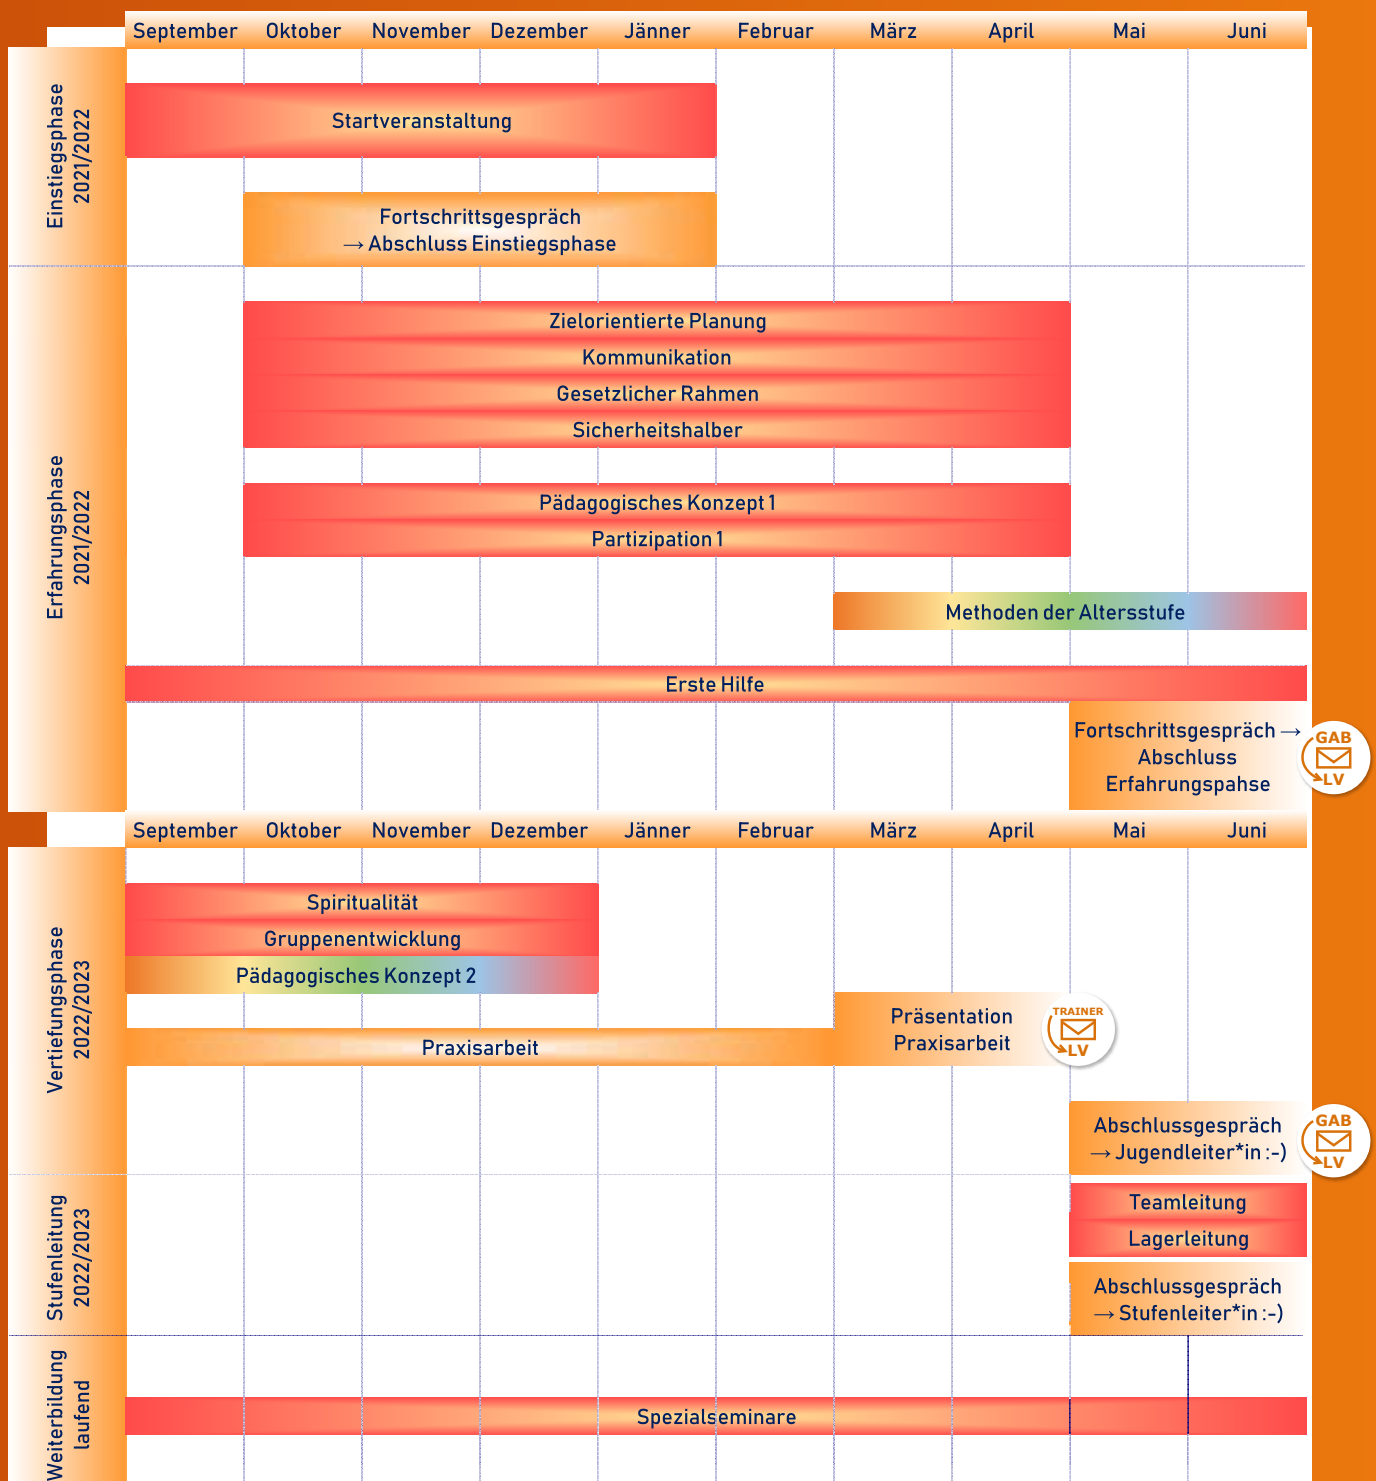 September Oktober November Dezember Jänner Februar März April Mai Juni
Einstiegsphase
2021/2022
Startveranstaltung
Fortschrittsgespräch
→ Abschluss Einstiegsphase
Erfahrungsphase
2021/2022
Zielorientierte Planung
Kommunikation
Gesetzlicher Rahmen
Sicherheitshalber
Pädagogisches Konzept 1
Partizipation 1
Methoden der Altersstufe
Erste Hilfe
Fortschrittsgespräch →
Abschluss
Erfahrungspahse
GAB
LV
September Oktober November Dezember Jänner Februar März April Mai Juni
Vertiefungsphase
2022/2023
Spiritualität
Gruppenentwicklung
Pädagogisches Konzept 2
Praxisarbeit
Präsentation
Praxisarbeit
TRAINER
LV
Abschlussgespräch
→ Jugendleiter*in :-)
GAB
LV
Stufenleitung
2022/2023
Teamleitung
Lagerleitung
Abschlussgespräch
→ Stufenleiter*in :-)
Weiterbildung
laufend
Spezialseminare